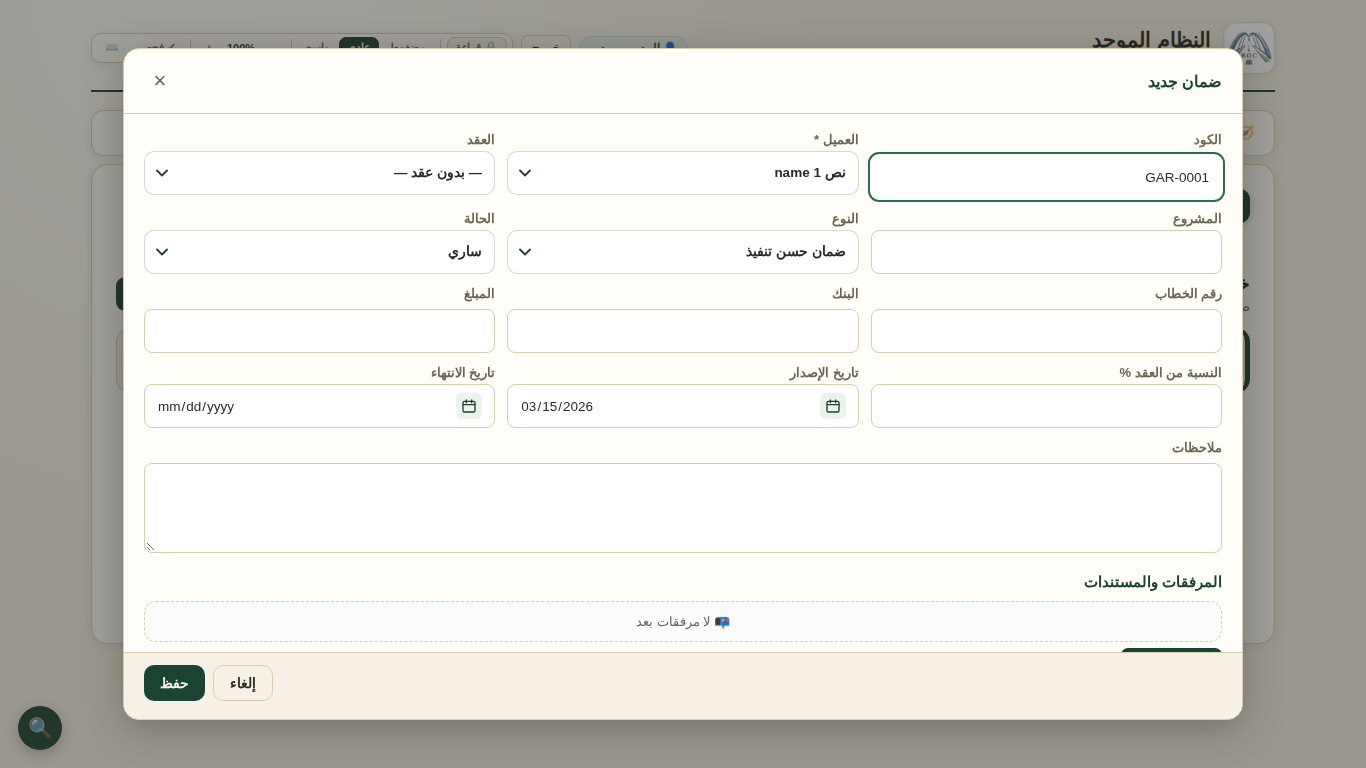 النظام الموحد
100%
ضمان جديد
×
الكود
العميل *
العقد
GAR-0001
نص 1 name
— بدون عقد —
المشروع
النوع
الحالة
ضمان حسن تنفيذ
ساري
رقم الخطاب
البنك
المبلغ
النسبة من العقد %
تاريخ الإصدار
تاريخ الانتهاء
03/15/2026
mm/dd/yyyy
ملاحظات
المرفقات والمستندات
📭 لا مرفقات بعد
إلغاء
حفظ